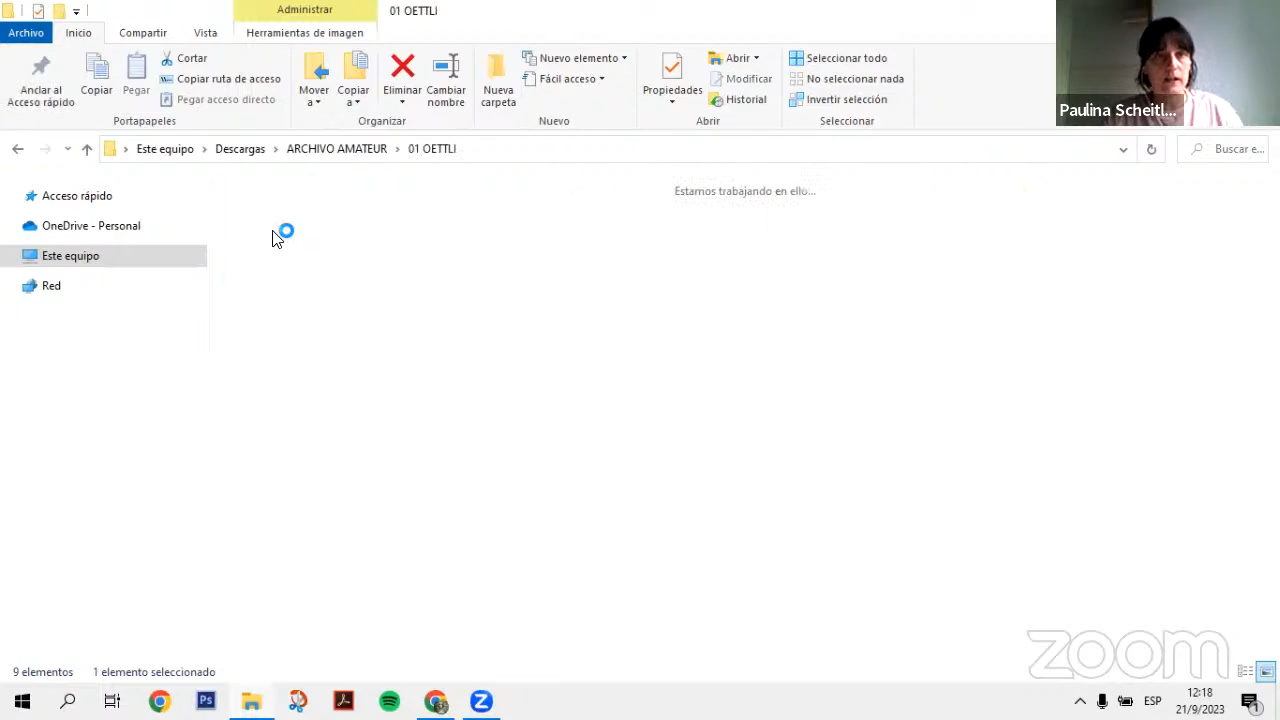 Administrar
01 OETTLI
Archivo
Inicio
Compartir
Vista
Herramientas de imagen
Anclar al
Acceso rápido
Copiar
Pegar
Cortar
Copiar ruta de acceso
Pegar acceso directo
Portapapeles
Mover
a
Copiar
a
Eliminar
Cambiar
nombre
Organizar
Nueva
carpeta
Nuevo elemento
Fácil acceso
Nuevo
Propiedades
Abrir
Modificar
Historial
Abrir
Seleccionar todo
No seleccionar nada
Invertir selección
Seleccionar
Paulina Scheitl...
Este equipo > Descargas > ARCHIVO AMATEUR > 01 OETTLI
Buscar e...
Acceso rápido
OneDrive - Personal
Este equipo
Red
Estamos trabajando en ello...
zoom
9 elementos
1 elemento seleccionado
Ps
Z
ESP
12:18
21/9/2023
1